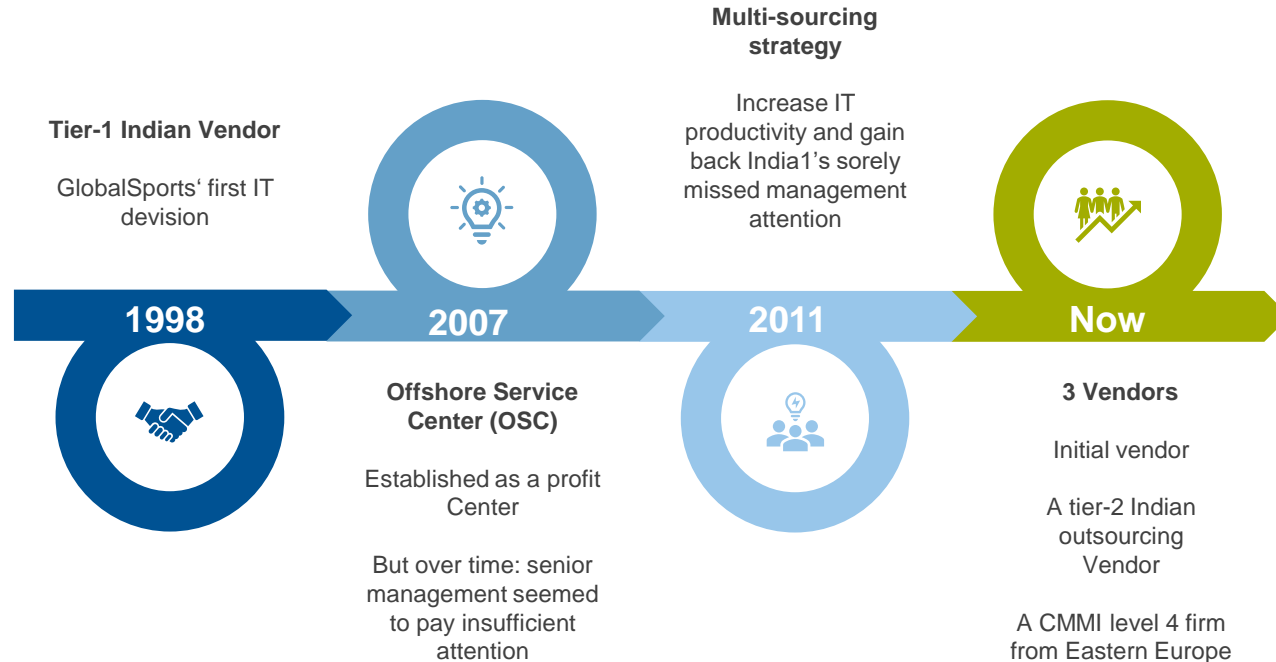 Tier-1 Indian Vendor
GlobalSports‘ first IT
devision
1998
2007
Offshore Service
Center (OSC)
Established as a profit
Center
But over time: senior
management seemed
to pay insufficient
attention
Multi-sourcing
strategy
Increase IT
productivity and gain
back India1’s sorely
missed management
attention
2011
Now
3 Vendors
Initial vendor
A tier-2 Indian
outsourcing
Vendor
A CMMI level 4 firm
from Eastern Europe